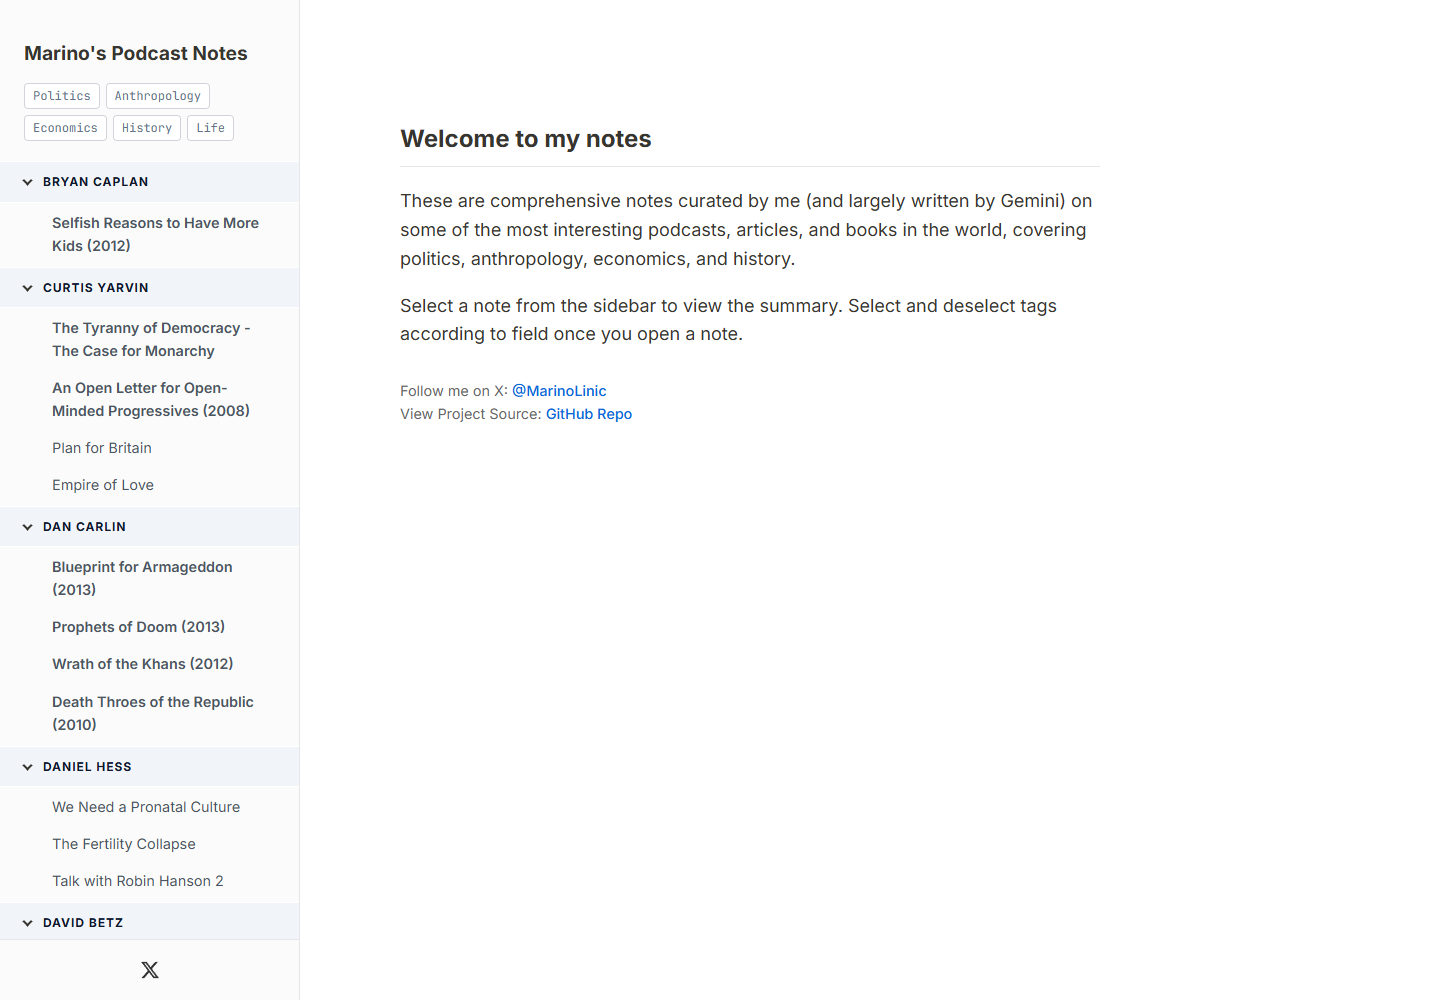 Marino's Podcast Notes
Politics
Anthropology
Economics
History
Life
BRYAN CAPLAN
Selfish Reasons to Have More
Kids (2012)
CURTIS YARVIN
The Tyranny of Democracy -
The Case for Monarchy
An Open Letter for Open-
Minded Progressives (2008)
Plan for Britain
Empire of Love
DAN CARLIN
Blueprint for Armageddon
(2013)
Prophets of Doom (2013)
Wrath of the Khans (2012)
Death Throes of the Republic
(2010)
DANIEL HESS
We Need a Pronatal Culture
The Fertility Collapse
Talk with Robin Hanson 2
DAVID BETZ
Welcome to my notes
These are comprehensive notes curated by me (and largely written by Gemini) on
some of the most interesting podcasts, articles, and books in the world, covering
politics, anthropology, economics, and history.
Select a note from the sidebar to view the summary. Select and deselect tags
according to field once you open a note.
Follow me on X: @MarinoLinic
View Project Source: GitHub Repo